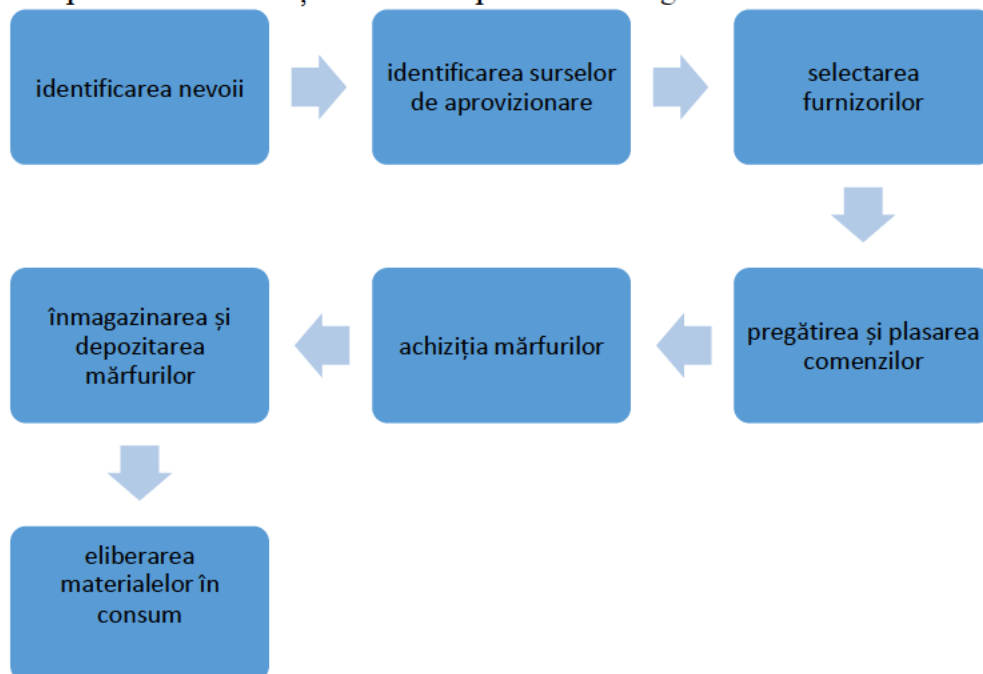 identificarea nevoii
identificarea surselor
de aprovizionare
selectarea
furnizorilor
pregătirea și plasarea
comenzilor
achiziția mărfurilor
înmagazinarea și
depozitarea
mărfurilor
eliberarea
materialelor în
consum